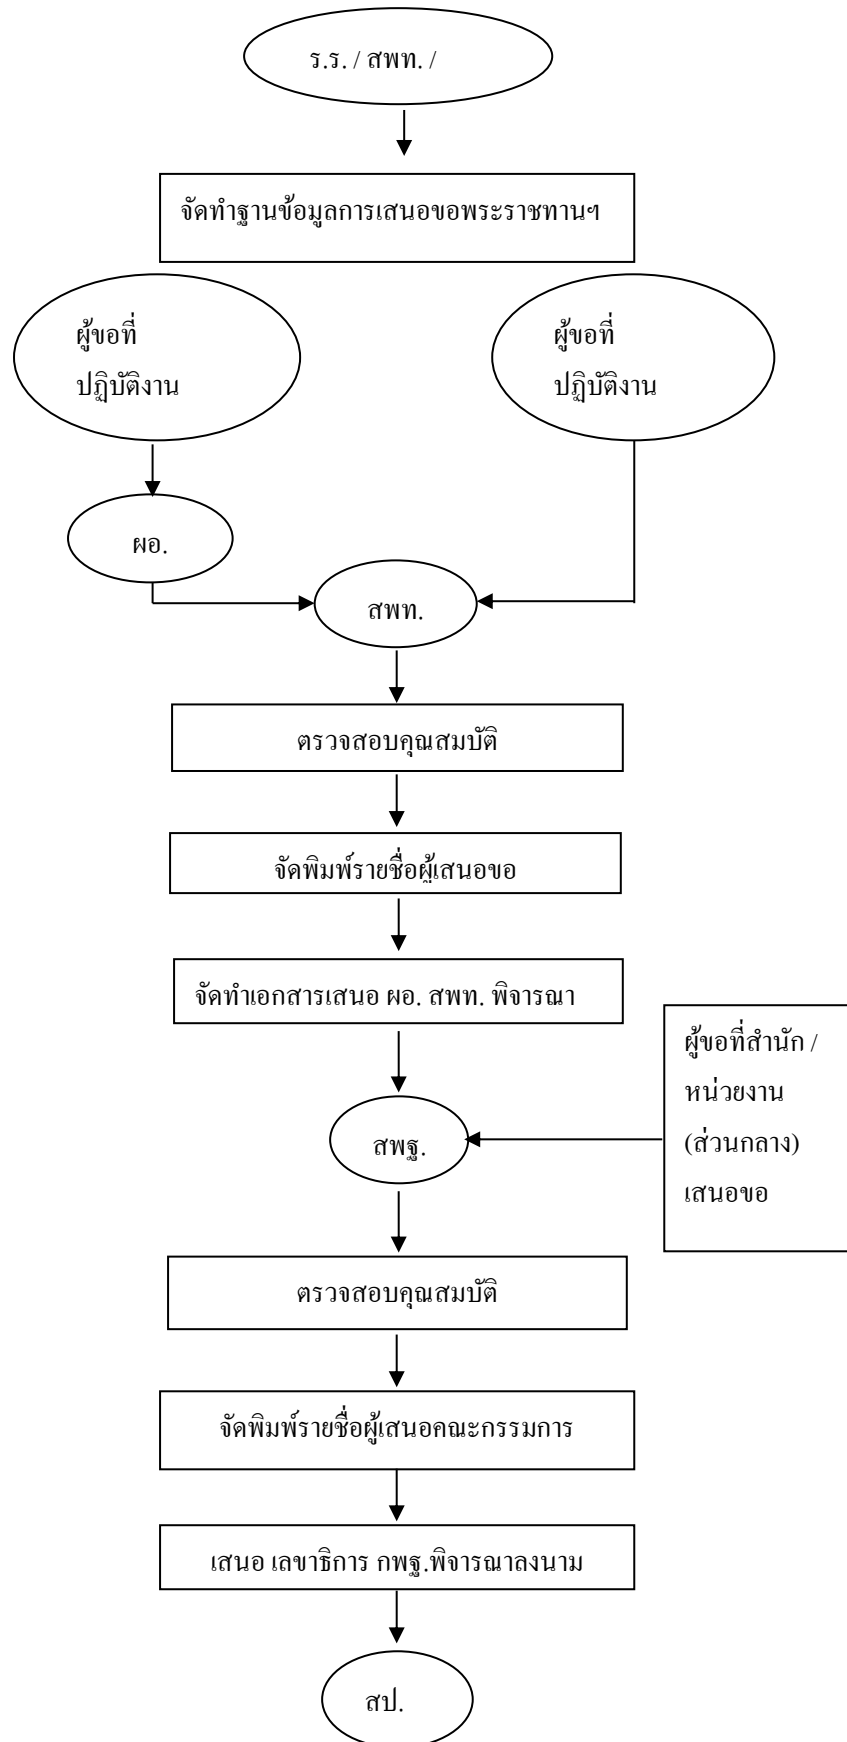 ร.ร. / สพท. /
จัดทำฐานข้อมูลการเสนอขอพระราชทานฯ
ผู้ขอที่
ปฏิบัติงาน
ผู้ขอที่
ปฏิบัติงาน
ผอ.
สพท.
ตรวจสอบคุณสมบัติ
จัดพิมพ์รายชื่อผู้เสนอขอ
จัดทำเอกสารเสนอ ผอ. สพท. พิจารณา
ผู้ขอที่สำนัก /
หน่วยงาน
(ส่วนกลาง)
เสนอขอ
สพฐ.
ตรวจสอบคุณสมบัติ
จัดพิมพ์รายชื่อผู้เสนอคณะกรรมการ
เสนอ เลขาธิการ กพฐ.พิจารณาลงนาม
สป.